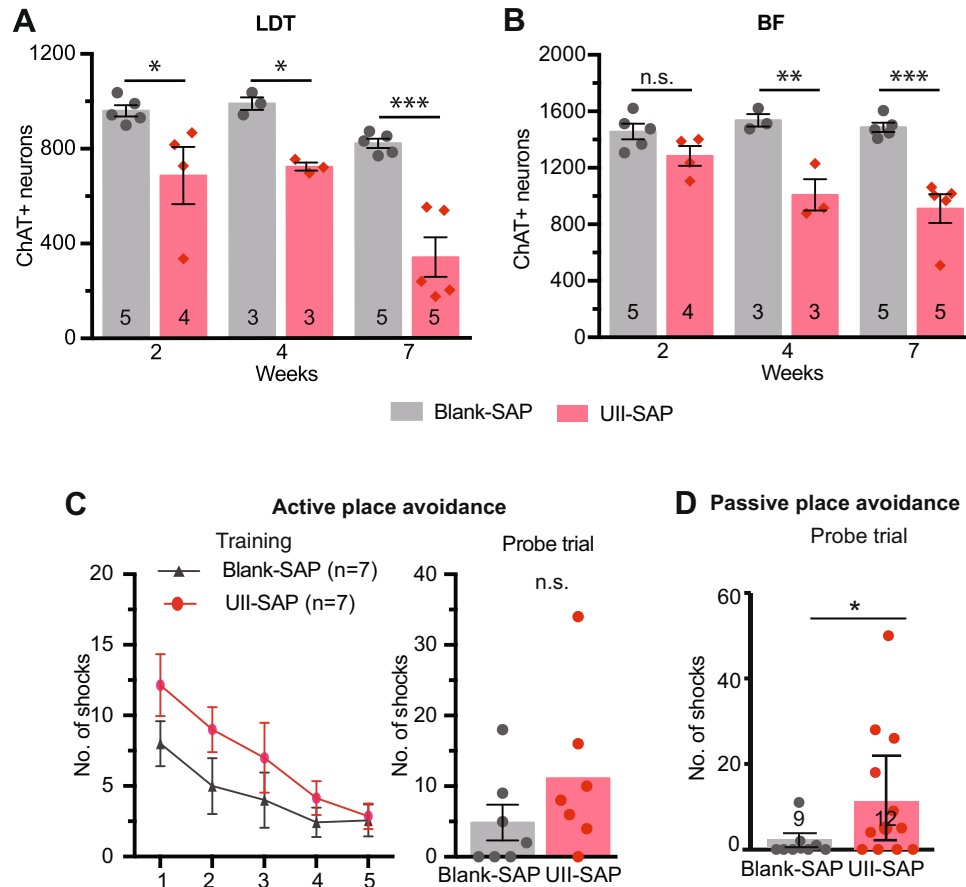 A
LDT
ChAT+ neurons
1200
800
400
0
*
*
***
5
4
3
3
5
5
2
4
7
Weeks
B
BF
ChAT+ neurons
2000
1600
1200
800
400
0
n.s.
**
***
5
4
3
3
5
5
2
4
7
Weeks
Blank-SAP
UII-SAP
C
Active place avoidance
Training
Blank-SAP (n=7)
UII-SAP (n=7)
No. of shocks
20
15
10
5
0
1
2
3
4
5
Probe trial
n.s.
No. of shocks
40
30
20
10
0
Blank-SAP
UII-SAP
D
Passive place avoidance
Probe trial
*
No. of shocks
60
40
20
0
9
12
Blank-SAP
UII-SAP